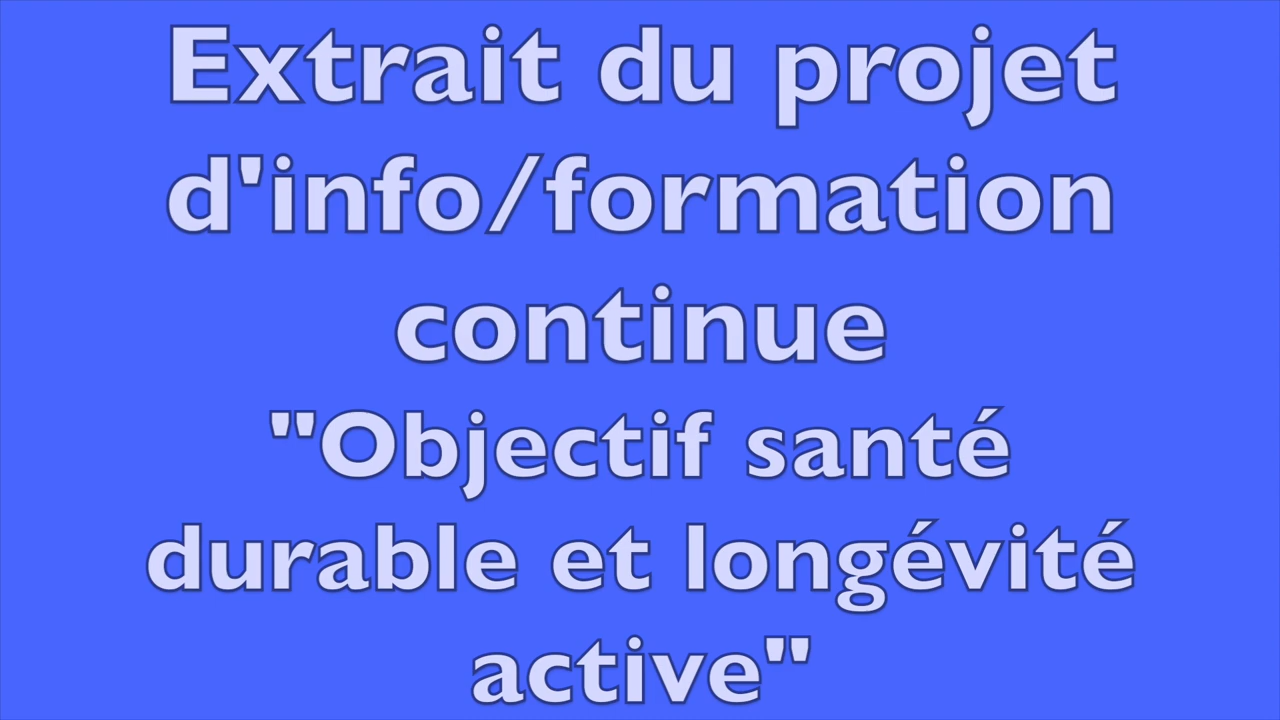 Extrait du projet
d'info/formation
continue
"Objectif santé
durable et longévité
active"